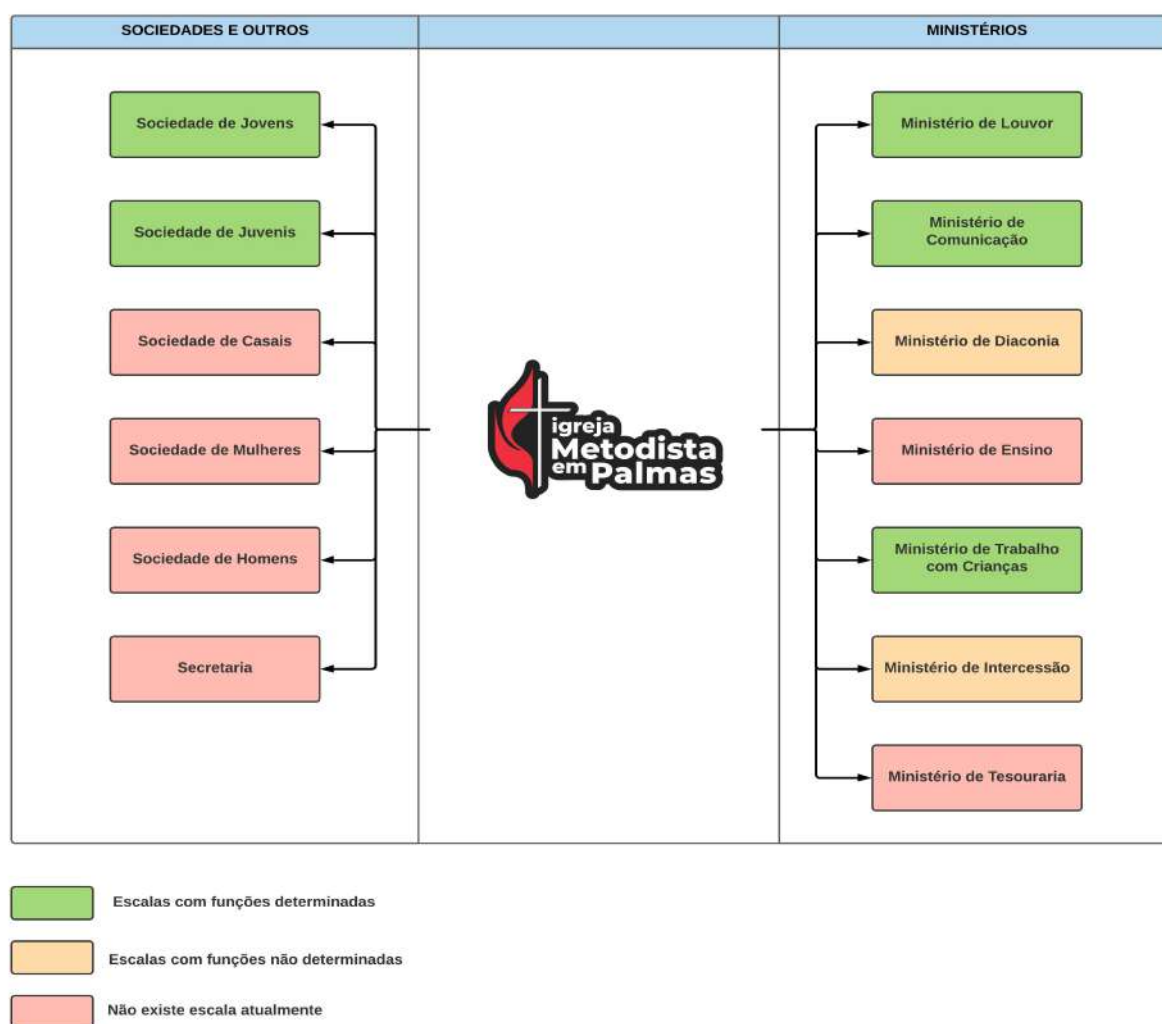 SOCIEDADES E OUTROS
MINISTÉRIOS
Sociedade de Jovens
Sociedade de Juvenis
Sociedade de Casais
Sociedade de Mulheres
Sociedade de Homens
Secretaria
igreja
Metodista
em Palmas
Ministério de Louvor
Ministério de
Comunicação
Ministério de Diaconia
Ministério de Ensino
Ministério de Trabalho
com Crianças
Ministério de Intercessão
Ministério de Tesouraria
Escalas com funções determinadas
Escalas com funções não determinadas
Não existe escala atualmente